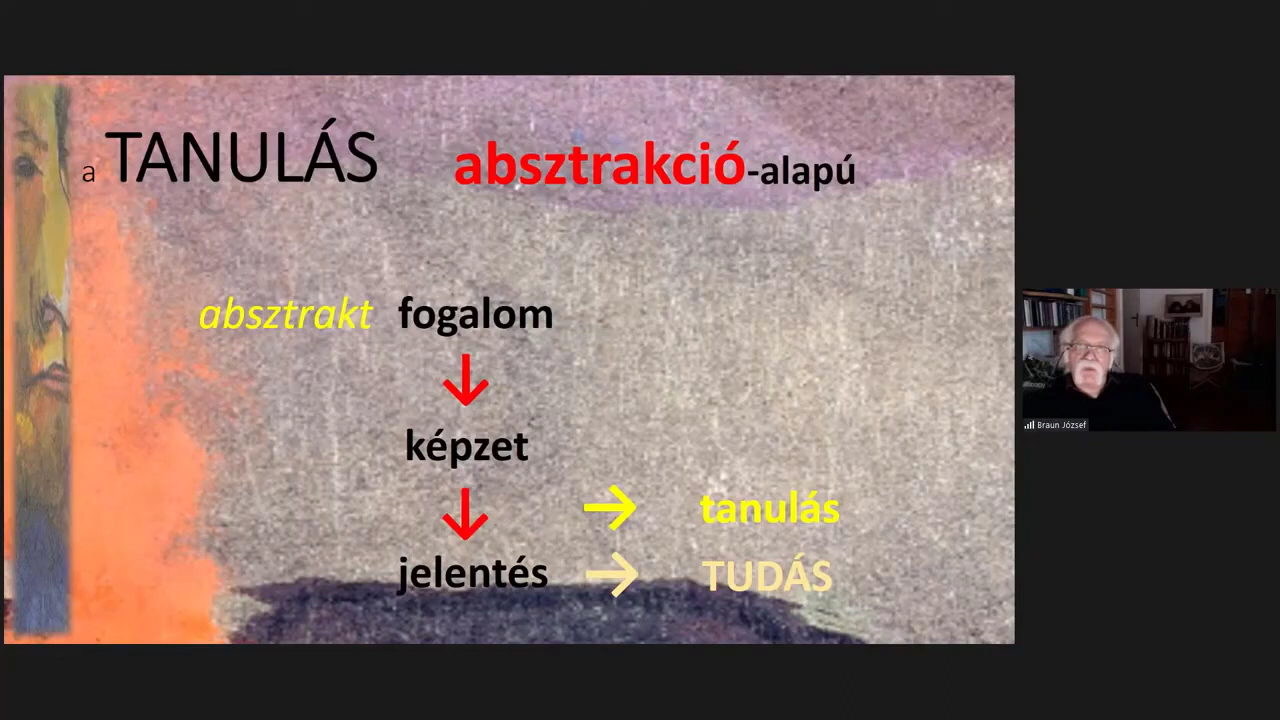 a TANULÁS absztrakció-alapú
absztrakt fogalom
↓
képzet
↓ → tanulás
jelentés → TUDÁS
Braun József